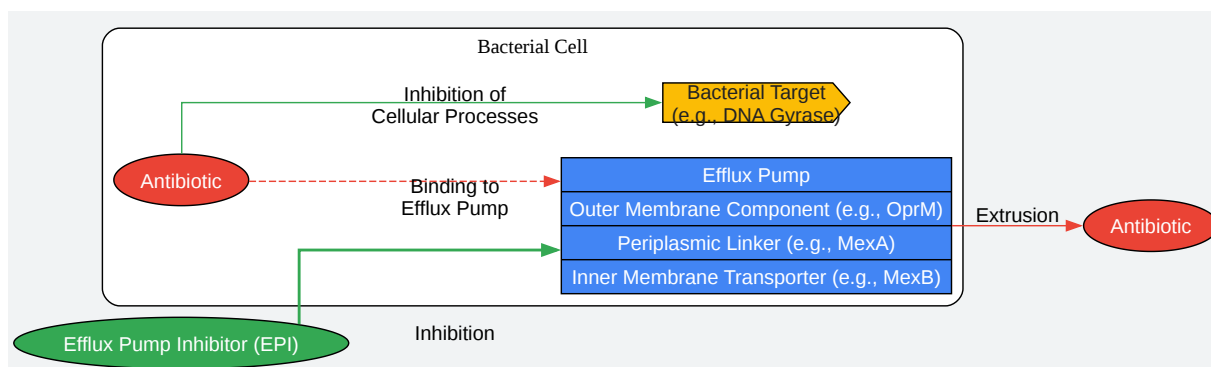 Bacterial Cell
Inhibition of
Cellular Processes
Bacterial Target
(e.g., DNA Gyrase)
Antibiotic
Binding to
Efflux Pump
Efflux Pump
Outer Membrane Component (e.g., OprM)
Periplasmic Linker (e.g., MexA)
Inner Membrane Transporter (e.g., MexB)
Extrusion
Antibiotic
Inhibition
Efflux Pump Inhibitor (EPI)